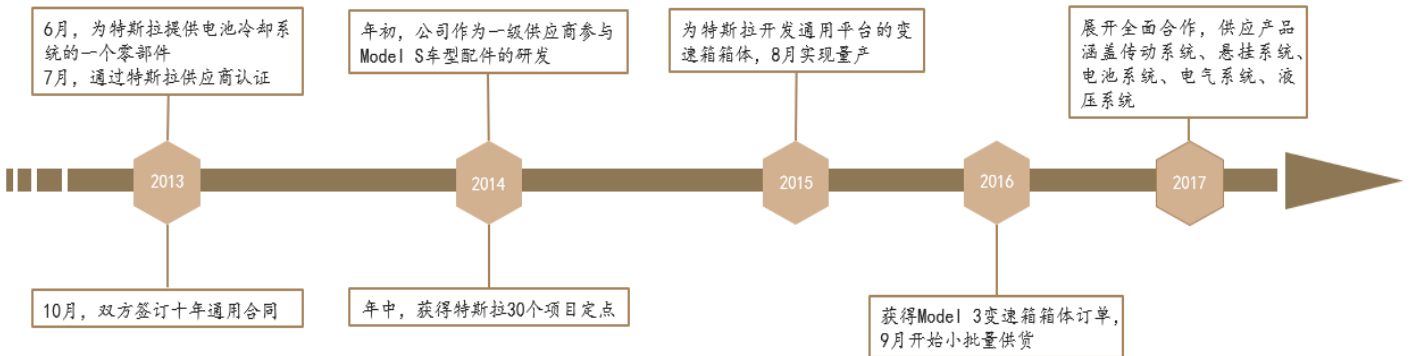 6月, 为特斯拉提供电池冷却系
统的一个零部件
7月, 通过特斯拉供应商认证
年初, 公司作为一级供应商参与
Model S车型配件的研发
为特斯拉开发通用平台的变
速箱箱体, 8月实现量产
展开全面合作, 供应产品
涵盖传动系统、悬挂系统、
电池系统、电气系统、液
压系统
2013
2014
2015
2016
2017
10月, 双方签订十年通用合同
年中, 获得特斯拉30个项目定点
获得Model 3变速箱箱体订单,
9月开始小批量供货